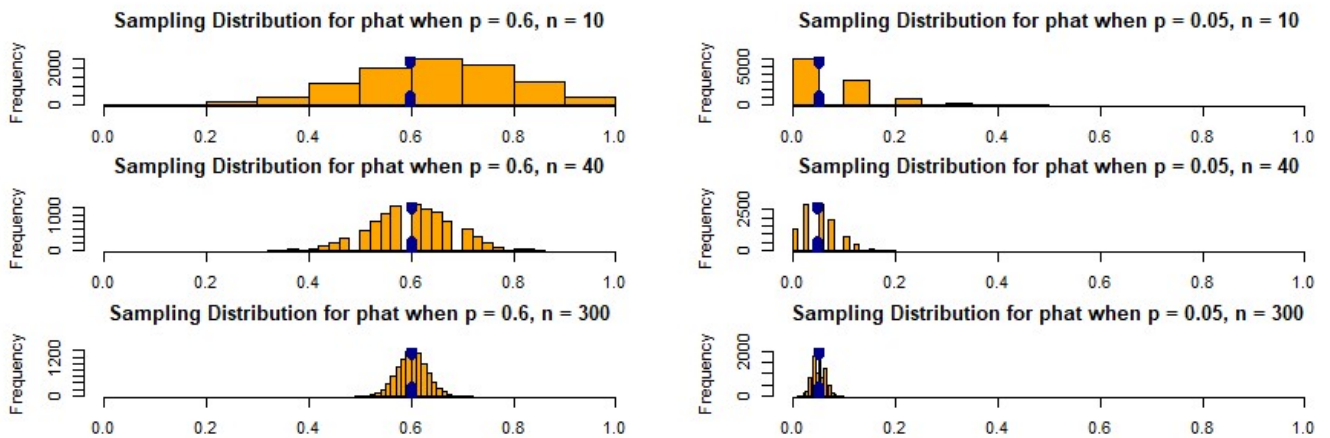 Sampling Distribution for phat when p = 0.6, n = 10
Frequency
2000
0
0.0 0.2 0.4 0.6 0.8 1.0
Sampling Distribution for phat when p = 0.6, n = 40
Frequency
1000
0
0.0 0.2 0.4 0.6 0.8 1.0
Sampling Distribution for phat when p = 0.6, n = 300
Frequency
1200
0
0.0 0.2 0.4 0.6 0.8 1.0
Sampling Distribution for phat when p = 0.05, n = 10
Frequency
5000
0
0.0 0.2 0.4 0.6 0.8 1.0
Sampling Distribution for phat when p = 0.05, n = 40
Frequency
2500
0
0.0 0.2 0.4 0.6 0.8 1.0
Sampling Distribution for phat when p = 0.05, n = 300
Frequency
2000
0
0.0 0.2 0.4 0.6 0.8 1.0